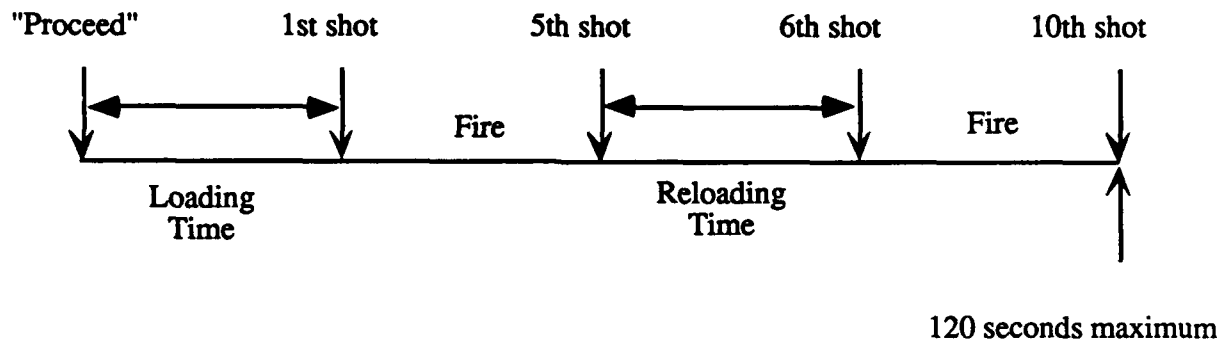 "Proceed"
1st shot
5th shot
6th shot
10th shot
Fire
Fire
Loading
Time
Reloading
Time
120 seconds maximum